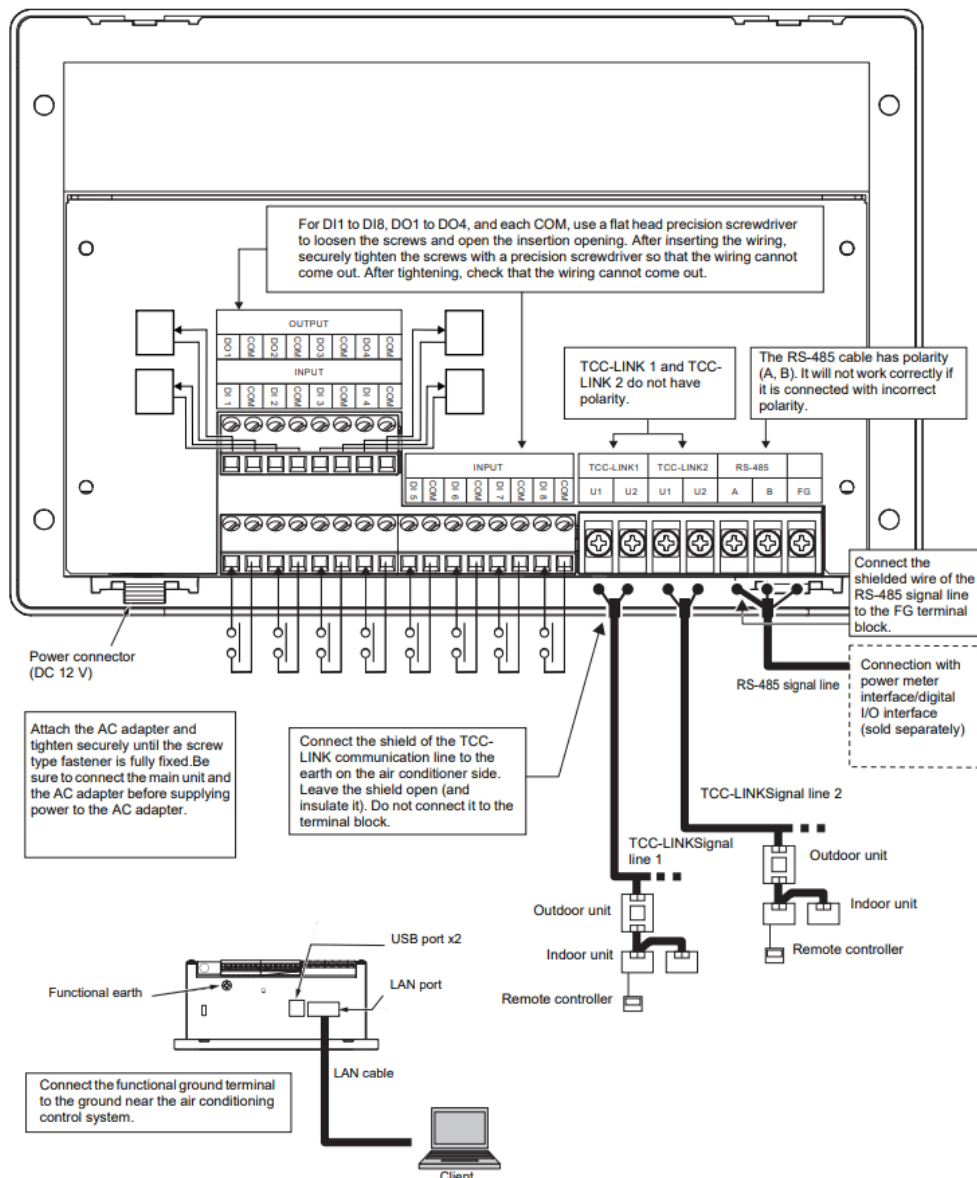 For DI1 to DI8, DO1 to DO4, and each COM, use a flat head precision screwdriver
to loosen the screws and open the insertion opening. After inserting the wiring,
securely tighten the screws with a precision screwdriver so that the wiring cannot
come out. After tightening, check that the wiring cannot come out.
OUTPUT
DO1 COM DO2 COM DO3 COM DO4 COM
INPUT
DI 1 COM DI 2 COM DI 3 COM DI 4 COM
TCC-LINK 1 and TCC-
LINK 2 do not have
polarity.
The RS-485 cable has polarity
(A, B). It will not work correctly if
it is connected with incorrect
polarity.
INPUT
DI 5 COM DI 6 COM DI 7 COM DI 8 COM
TCC-LINK1 TCC-LINK2 RS-485
U1 U2 U1 U2 A B FG
Connect the
shielded wire of the
RS-485 signal line
to the FG terminal
block.
Power connector
(DC 12 V)
RS-485 signal line
Connection with
power meter
interface/digital
I/O interface
(sold separately)
Attach the AC adapter and
tighten securely until the screw
type fastener is fully fixed.Be
sure to connect the main unit and
the AC adapter before supplying
power to the AC adapter.
Connect the shield of the TCC-
LINK communication line to the
earth on the air conditioner side.
Leave the shield open (and
insulate it). Do not connect it to the
terminal block.
TCC-LINKSignal line 2
TCC-LINKSignal
line 1
Outdoor unit
Indoor unit
Remote controller
Outdoor unit
Indoor unit
Remote controller
USB port x2
LAN port
Functional earth
LAN cable
Connect the functional ground terminal
to the ground near the air conditioning
control system.
Client